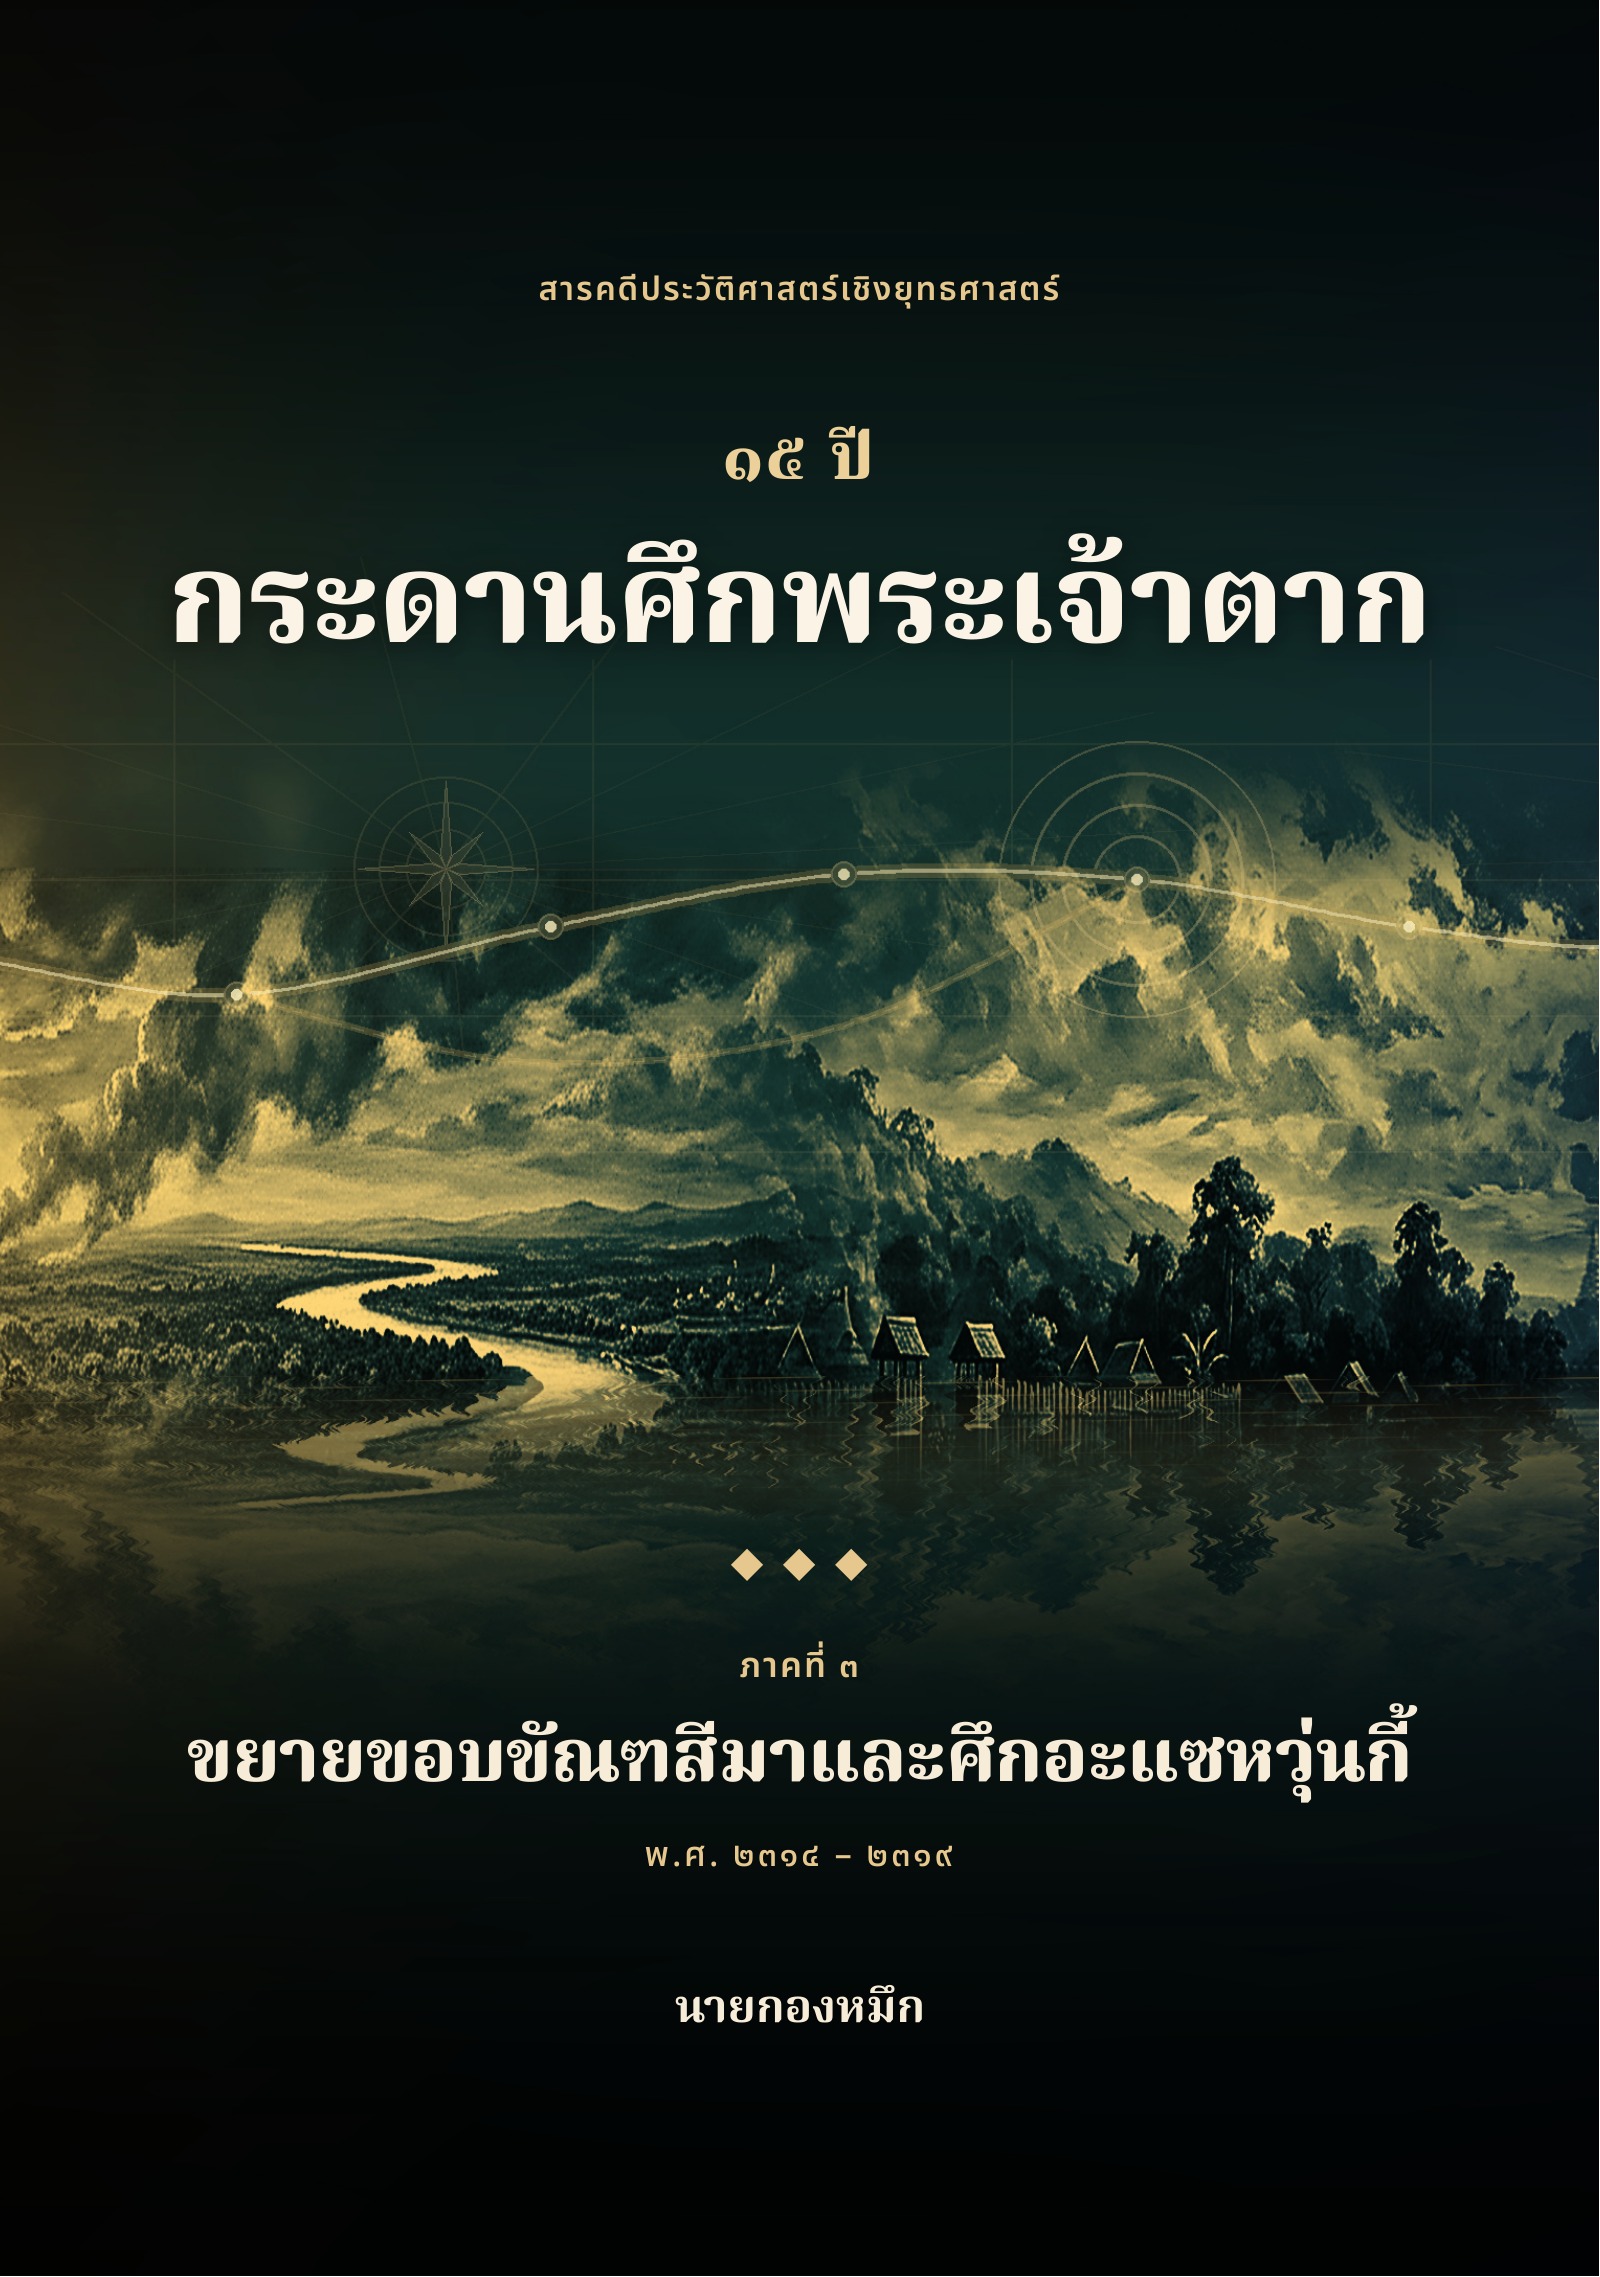 สารคดีประวัติศาสตร์เชิงยุทธศาสตร์
๑๕ ปี
กระดานศึกพระเจ้าตาก
ภาคที่ ๓
ขยายขอบขัณฑสีมาและศึกอะแซหวุ่นกี้
พ.ศ. ๒๓๑๔ – ๒๓๑๙
นายกองหมึก